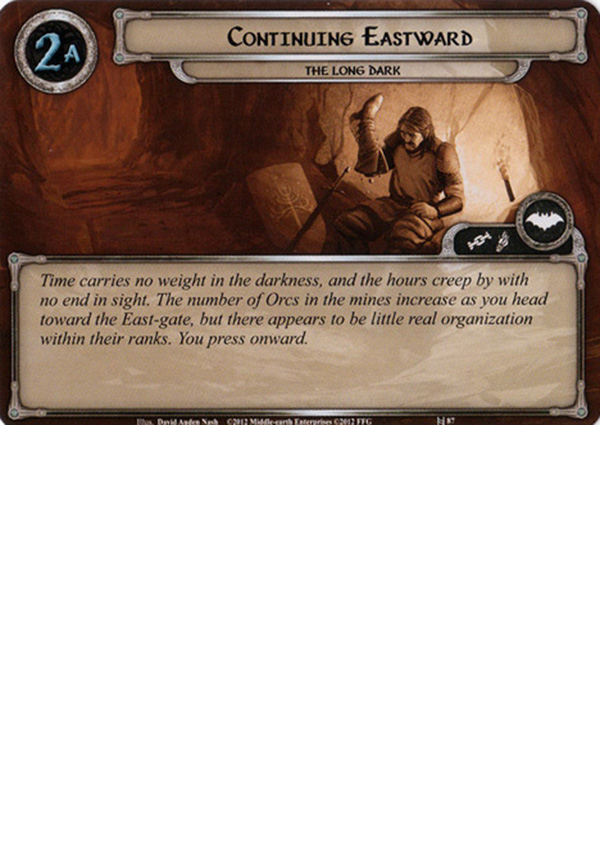 2A
CONTINUING EASTWARD
THE LONG DARK
Time carries no weight in the darkness, and the hours creep by with
no end in sight. The number of Orcs in the mines increase as you head
toward the East-gate, but there appears to be little real organization
within their ranks. You press onward.
Illus. David Auden Nash ©2012 Middle-earth Enterprises ©2012 FFG 87